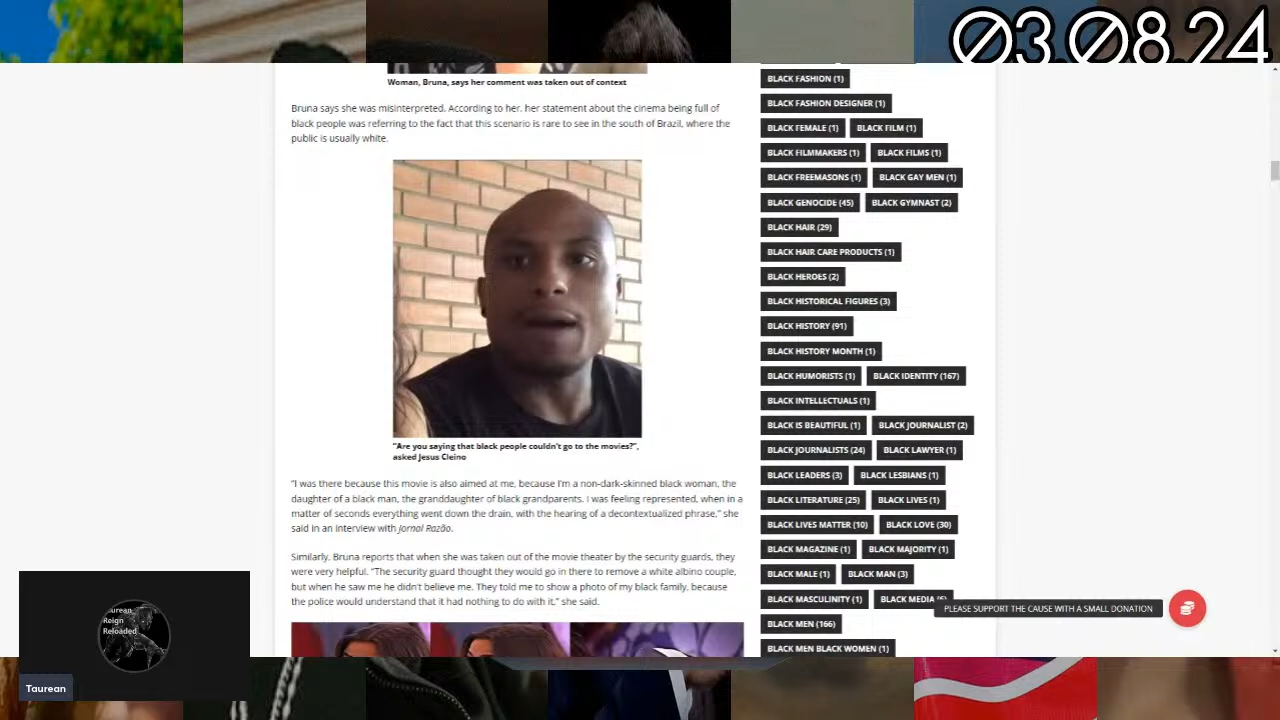 03.08.24
Woman, Bruna, says her comment was taken out of context
Bruna says she was misinterpreted. According to her, her statement about the cinema being full of
black people was referring to the fact that this scenario is rare to see in the south of Brazil, where the
public is usually white.
"Are you saying that black people couldn't go to the movies?",
asked Jesus Cleino
"I was there because this movie is also aimed at me, because I'm a non-dark-skinned black woman, the
daughter of a black man, the granddaughter of black grandparents. I was feeling represented, when in a
matter of seconds everything went down the drain, with the hearing of a decontextualized phrase," she
said in an interview with Jornal Razão.
Similarly, Bruna reports that when she was taken out of the movie theater by the security guards, they
were very helpful. "The security guard thought they would go in there to remove a white albino couple,
but when he saw me he didn't believe me. They told me to show a photo of my black family, because
the police would understand that it had nothing to do with it," she said.
BLACK FASHION (1)
BLACK FASHION DESIGNER (1)
BLACK FEMALE (1) BLACK FILM (1)
BLACK FILMMAKERS (1) BLACK FILMS (1)
BLACK FREEMASONS (1) BLACK GAY MEN (1)
BLACK GENOCIDE (45) BLACK GYMNAST (2)
BLACK HAIR (29)
BLACK HAIR CARE PRODUCTS (1)
BLACK HEROES (2)
BLACK HISTORICAL FIGURES (3)
BLACK HISTORY (91)
BLACK HISTORY MONTH (1)
BLACK HUMORISTS (1) BLACK IDENTITY (167)
BLACK INTELLECTUALS (1)
BLACK IS BEAUTIFUL (1) BLACK JOURNALIST (2)
BLACK JOURNALISTS (24) BLACK LAWYER (1)
BLACK LEADERS (3) BLACK LESBIANS (1)
BLACK LITERATURE (25) BLACK LIVES (1)
BLACK LIVES MATTER (10) BLACK LOVE (30)
BLACK MAGAZINE (1) BLACK MAJORITY (1)
BLACK MALE (1) BLACK MAN (3)
BLACK MASCULINITY (1) BLACK MEDIA
PLEASE SUPPORT THE CAUSE WITH A SMALL DONATION
BLACK MEN (166)
BLACK MEN BLACK WOMEN (1)
Taurean
Reign
Reloaded
Taurean